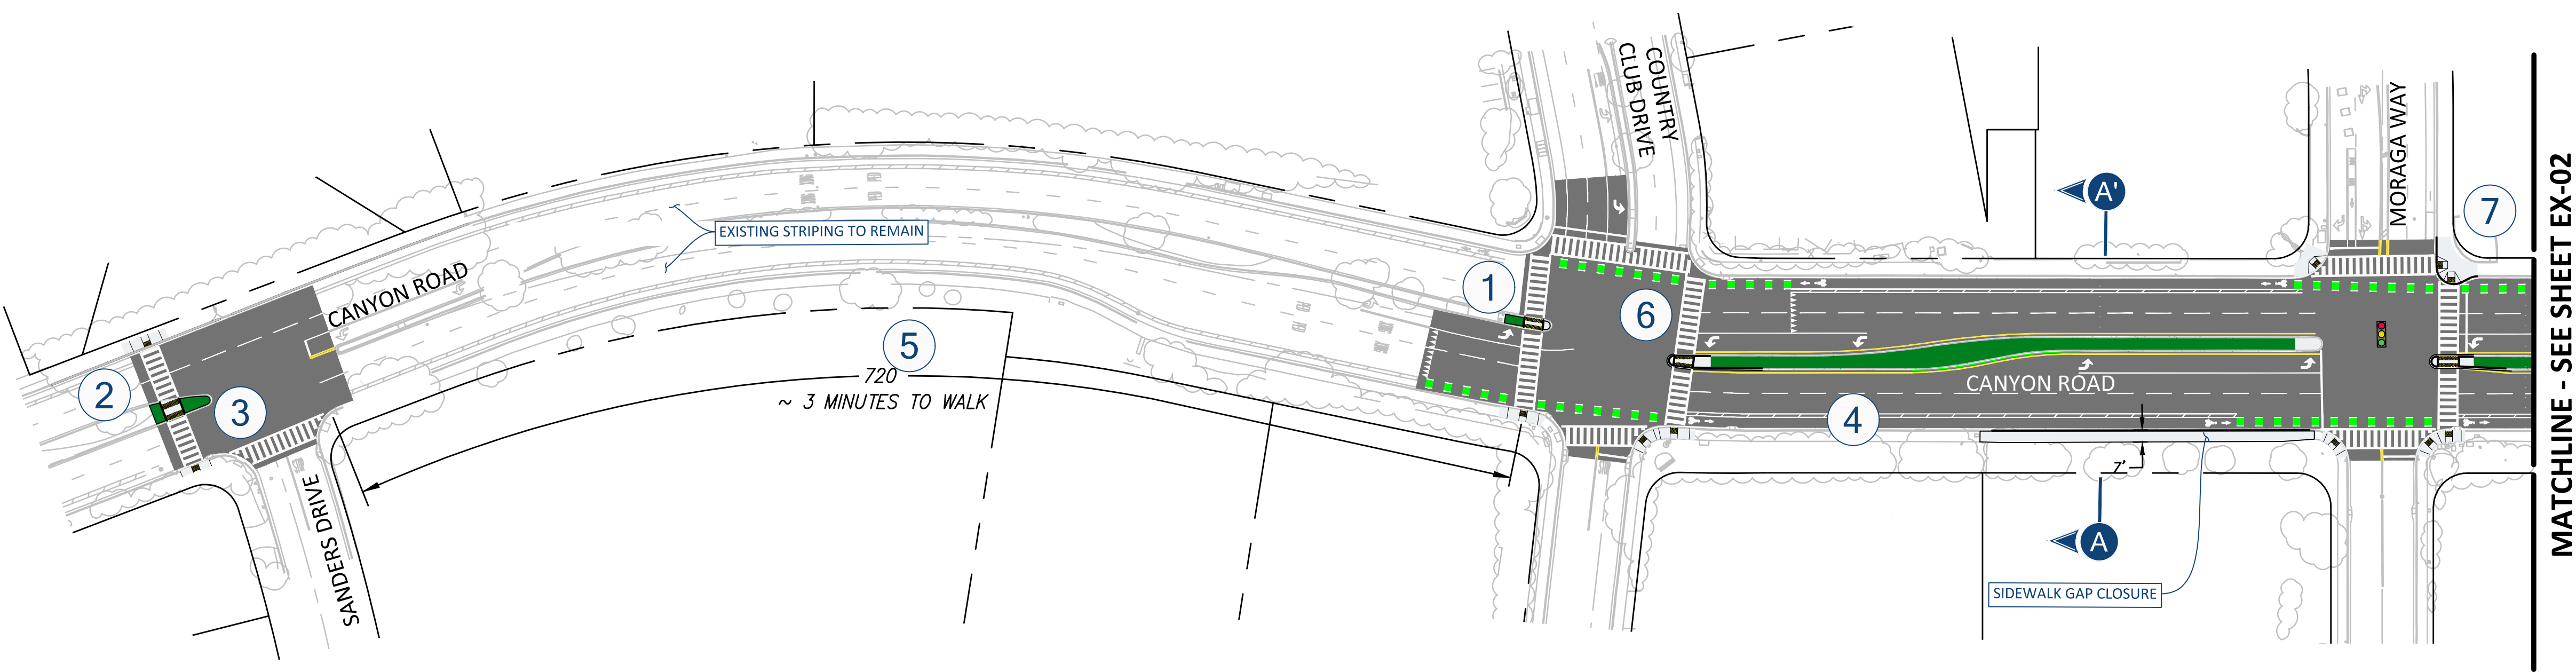 COUNTRY
CLUB DRIVE
MORAGA WAY
MATCHLINE - SEE SHEET EX-02
A'
7
EXISTING STRIPING TO REMAIN
CANYON ROAD
1
6
2
3
5
720
~ 3 MINUTES TO WALK
CANYON ROAD
4
7'
SANDERS DRIVE
A
SIDEWALK GAP CLOSURE